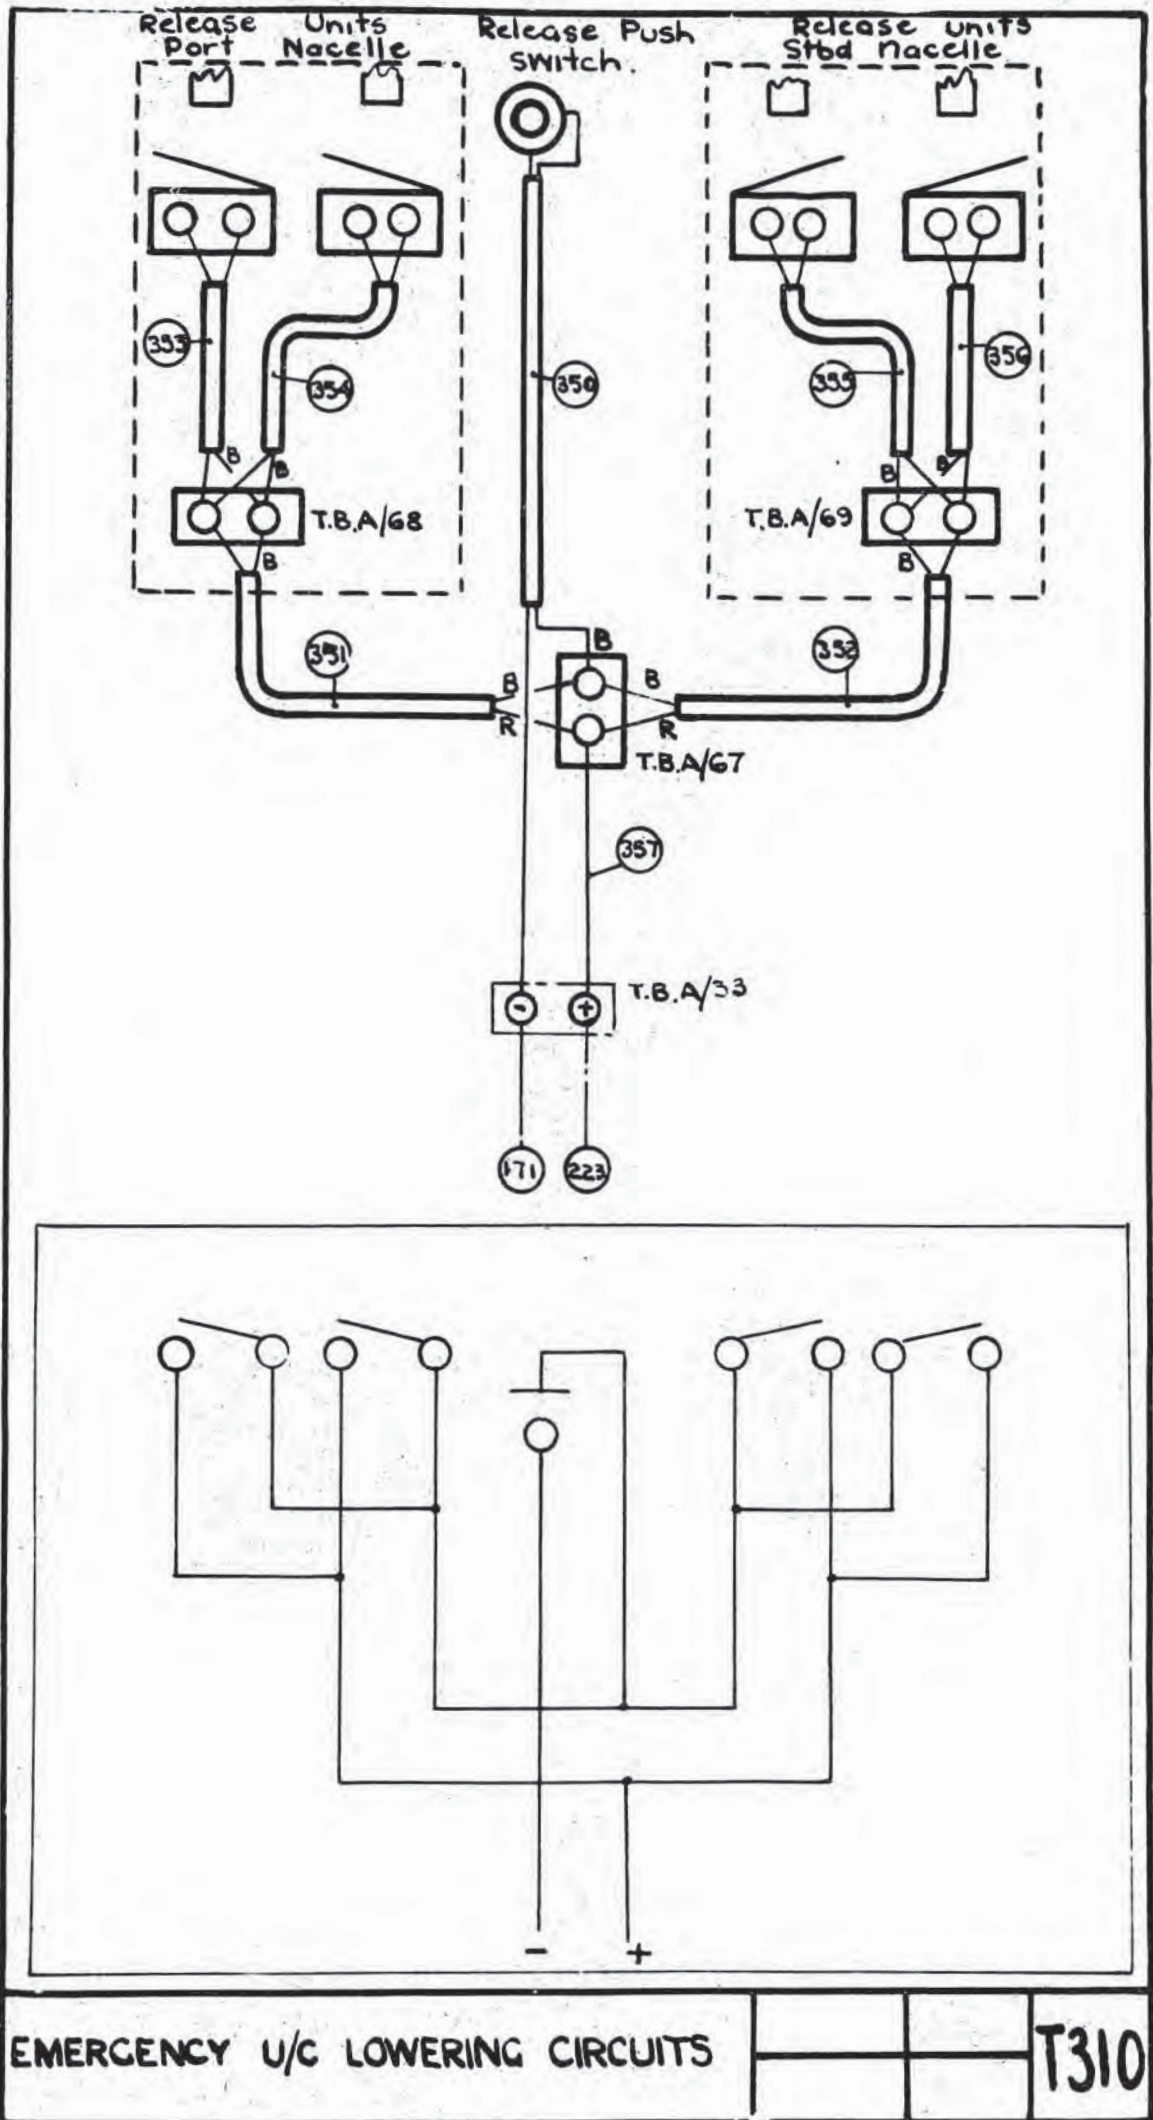 Release Units
Port Nacelle
Release Push
Switch.
Release units
Stbd Nacelle
353
354
350
355
356
B
B
B
B
T.B.A/68
T.B.A/69
B
B
351
352
B
B
B
R
R
T.B.A/67
357
T.B.A/33
- +
171
223
- +
EMERGENCY U/C LOWERING CIRCUITS
T310